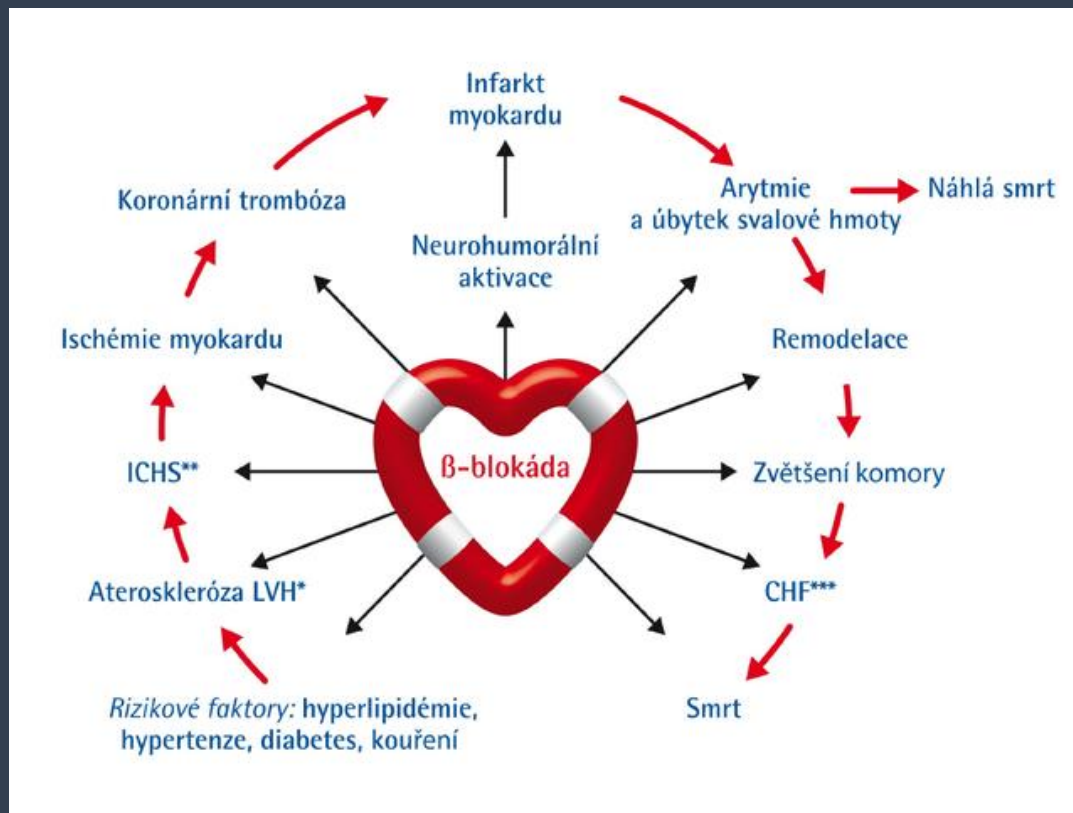 Infarkt
myokardu
Koronární trombóza
Arytmie
a úbytek svalové hmoty
Náhlá smrt
Neurohumorální
aktivace
Ischémie myokardu
Remodelace
ß-blokáda
ICHS**
Zvětšení komory
Ateroskleróza LVH*
CHF***
Rizikové faktory: hyperlipidémie,
hypertenze, diabetes, kouření
Smrt